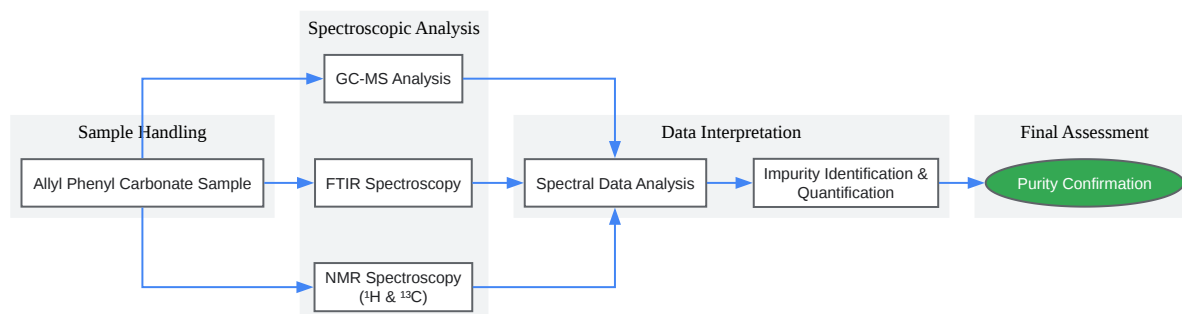 Spectroscopic Analysis
GC-MS Analysis
Sample Handling
Allyl Phenyl Carbonate Sample
FTIR Spectroscopy
NMR Spectroscopy
(¹H & ¹³C)
Data Interpretation
Spectral Data Analysis
Impurity Identification &
Quantification
Final Assessment
Purity Confirmation